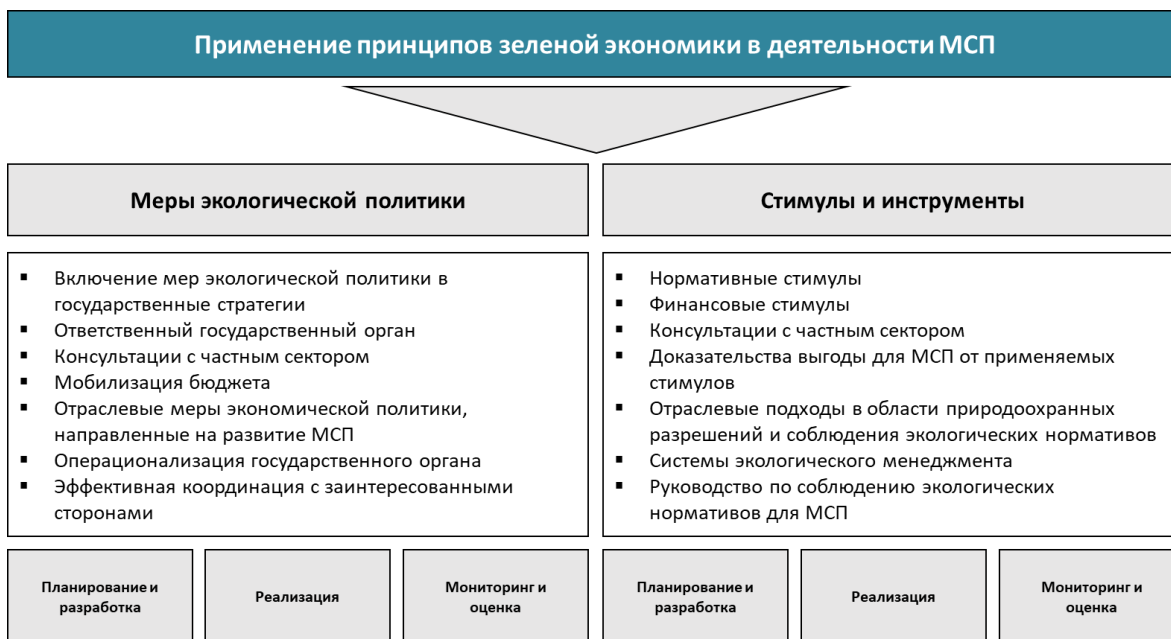 Применение принципов зеленой экономики в деятельности МСП
Меры экологической политики
▪ Включение мер экологической политики в
государственные стратегии
▪ Ответственный государственный орган
▪ Консультации с частным сектором
▪ Мобилизация бюджета
▪ Отраслевые меры экономической политики,
направленные на развитие МСП
▪ Операционализация государственного органа
▪ Эффективная координация с заинтересованными
сторонами
Планирование и
разработка
Реализация
Мониторинг и
оценка
Стимулы и инструменты
▪ Нормативные стимулы
▪ Финансовые стимулы
▪ Консультации с частным сектором
▪ Доказательства выгоды для МСП от применяемых
стимулов
▪ Отраслевые подходы в области природоохранных
разрешений и соблюдения экологических нормативов
▪ Системы экологического менеджмента
▪ Руководство по соблюдению экологических
нормативов для МСП
Планирование и
разработка
Реализация
Мониторинг и
оценка